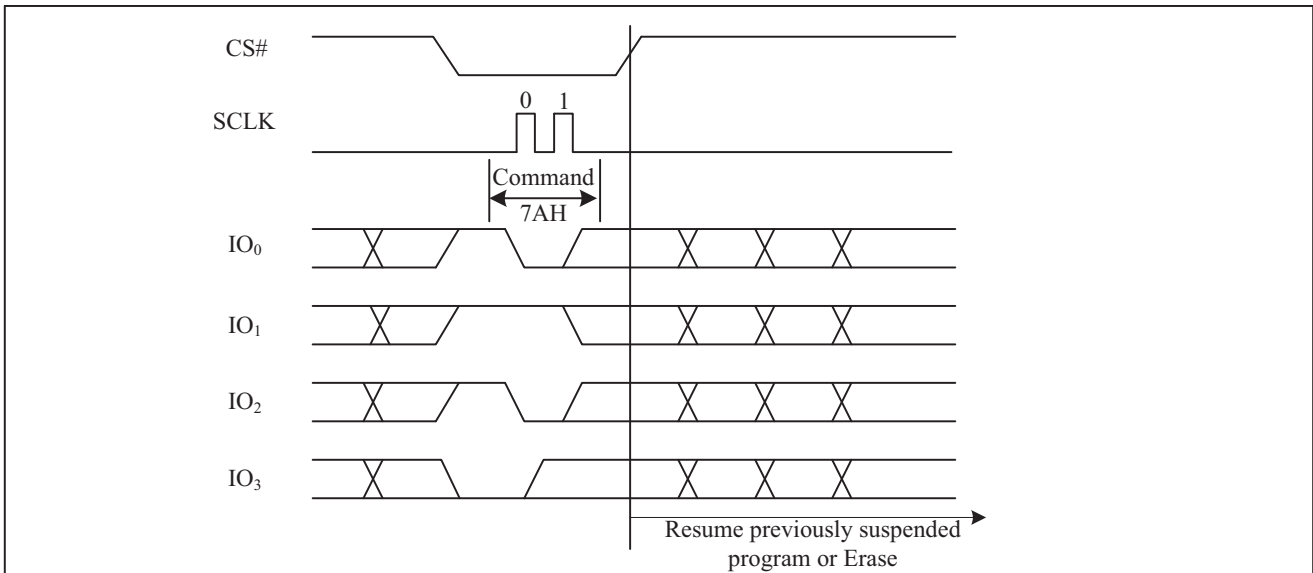 CS#
0 1
SCLK
Command
7AH
IO₀
IO₁
IO₂
IO₃
Resume previously suspended
program or Erase